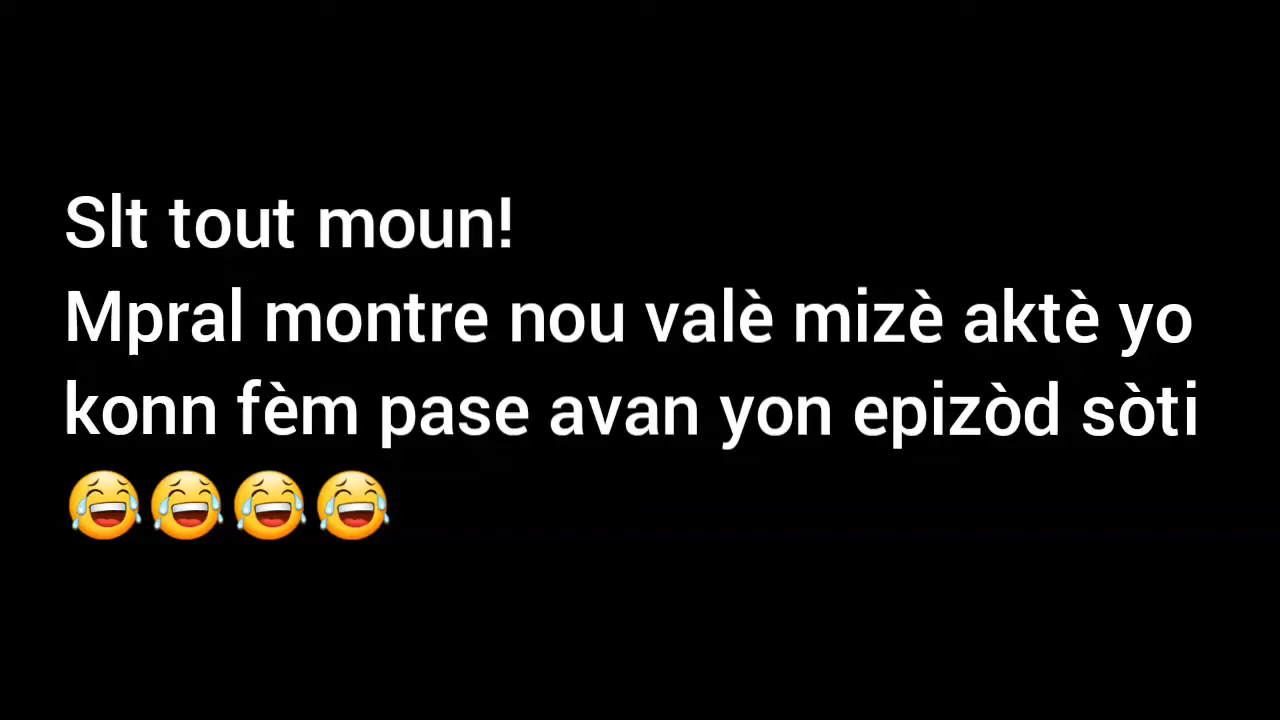 Slt tout moun!
Mpral montre nou valè mizè aktè yo
konn fèm pase avan yon epizòd sòti
😂😂😂😂